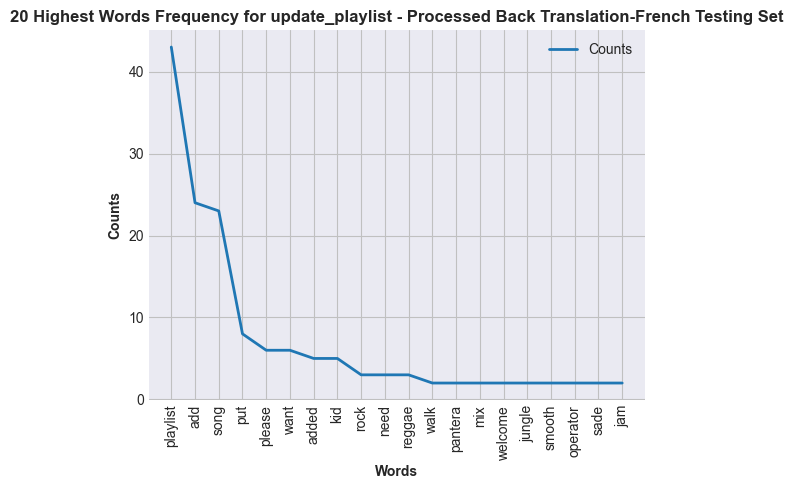 20 Highest Words Frequency for update_playlist - Processed Back Translation-French Testing Set
Counts
40
30
20
10
0
Counts
playlist
add
song
put
please
want
added
kid
rock
need
reggae
walk
pantera
mix
welcome
jungle
smooth
operator
sade
jam
Words